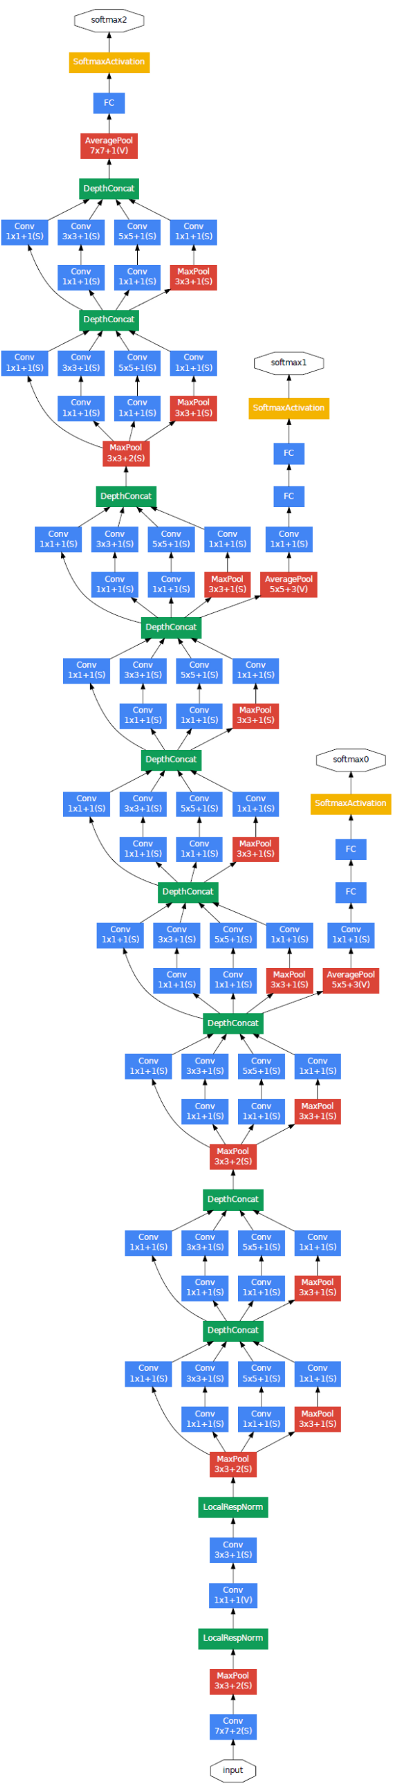 softmax2
SoftmaxActivation
FC
AveragePool
7x7+1(V)
DepthConcat
Conv Conv Conv Conv
1x1+1(S) 3x3+1(S) 5x5+1(S) 1x1+1(S)
Conv Conv MaxPool
1x1+1(S) 1x1+1(S) 3x3+1(S)
DepthConcat
Conv Conv Conv Conv softmax1
1x1+1(S) 3x3+1(S) 5x5+1(S) 1x1+1(S)
Conv Conv MaxPool SoftmaxActivation
1x1+1(S) 1x1+1(S) 3x3+1(S)
MaxPool FC
3x3+2(S)
DepthConcat FC
Conv Conv Conv Conv Conv
1x1+1(S) 3x3+1(S) 5x5+1(S) 1x1+1(S) 1x1+1(S)
Conv Conv MaxPool AveragePool
1x1+1(S) 1x1+1(S) 3x3+1(S) 5x5+3(V)
DepthConcat
Conv Conv Conv Conv
1x1+1(S) 3x3+1(S) 5x5+1(S) 1x1+1(S)
Conv Conv MaxPool
1x1+1(S) 1x1+1(S) 3x3+1(S)
DepthConcat softmax0
Conv Conv Conv Conv SoftmaxActivation
1x1+1(S) 3x3+1(S) 5x5+1(S) 1x1+1(S)
Conv Conv MaxPool FC
1x1+1(S) 1x1+1(S) 3x3+1(S)
DepthConcat FC
Conv Conv Conv Conv Conv
1x1+1(S) 3x3+1(S) 5x5+1(S) 1x1+1(S) 1x1+1(S)
Conv Conv MaxPool AveragePool
1x1+1(S) 1x1+1(S) 3x3+1(S) 5x5+3(V)
DepthConcat
Conv Conv Conv Conv
1x1+1(S) 3x3+1(S) 5x5+1(S) 1x1+1(S)
Conv Conv MaxPool
1x1+1(S) 1x1+1(S) 3x3+1(S)
MaxPool
3x3+2(S)
DepthConcat
Conv Conv Conv Conv
1x1+1(S) 3x3+1(S) 5x5+1(S) 1x1+1(S)
Conv Conv MaxPool
1x1+1(S) 1x1+1(S) 3x3+1(S)
DepthConcat
Conv Conv Conv Conv
1x1+1(S) 3x3+1(S) 5x5+1(S) 1x1+1(S)
Conv Conv MaxPool
1x1+1(S) 1x1+1(S) 3x3+1(S)
MaxPool
3x3+2(S)
LocalRespNorm
Conv
3x3+1(S)
Conv
1x1+1(V)
LocalRespNorm
MaxPool
3x3+2(S)
Conv
7x7+2(S)
input